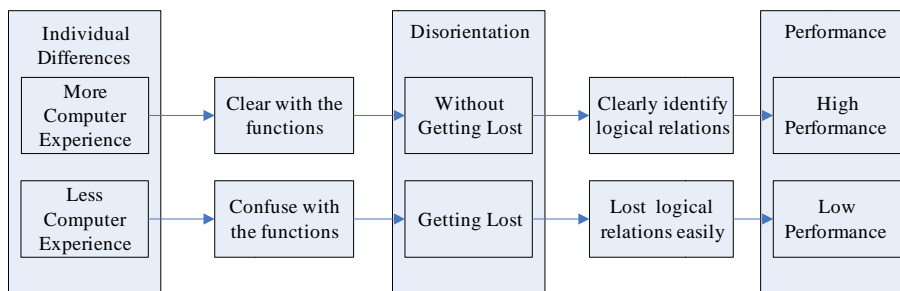 Individual
Differences
Disorientation
Performance
More
Computer
Experience
Clear with the
functions
Without
Getting Lost
Clearly identify
logical relations
High
Performance
Less
Computer
Experience
Confuse with
the functions
Getting Lost
Lost logical
relations easily
Low
Performance